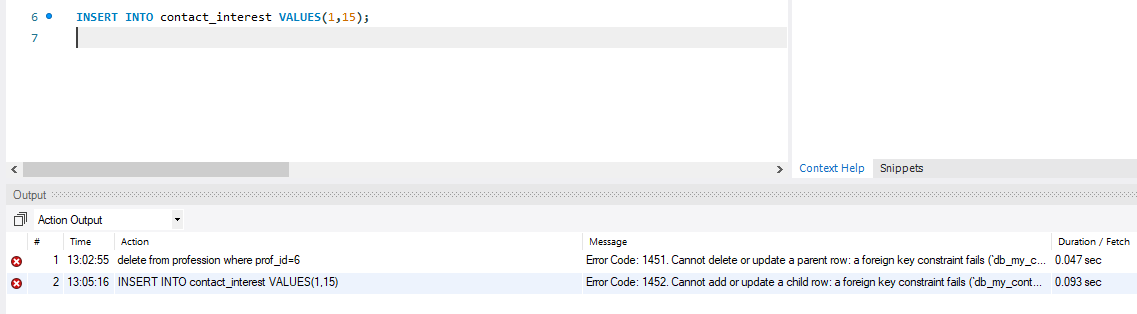 6 INSERT INTO contact_interest VALUES(1,15);
7
Context Help Snippets
Output
Action Output
# Time Action Message Duration / Fetch
1 13:02:55 delete from profession where prof_id=6 Error Code: 1451. Cannot delete or update a parent row: a foreign key constraint fails (`db_my_c... 0.047 sec
2 13:05:16 INSERT INTO contact_interest VALUES(1,15) Error Code: 1452. Cannot add or update a child row: a foreign key constraint fails (`db_my_cont... 0.093 sec